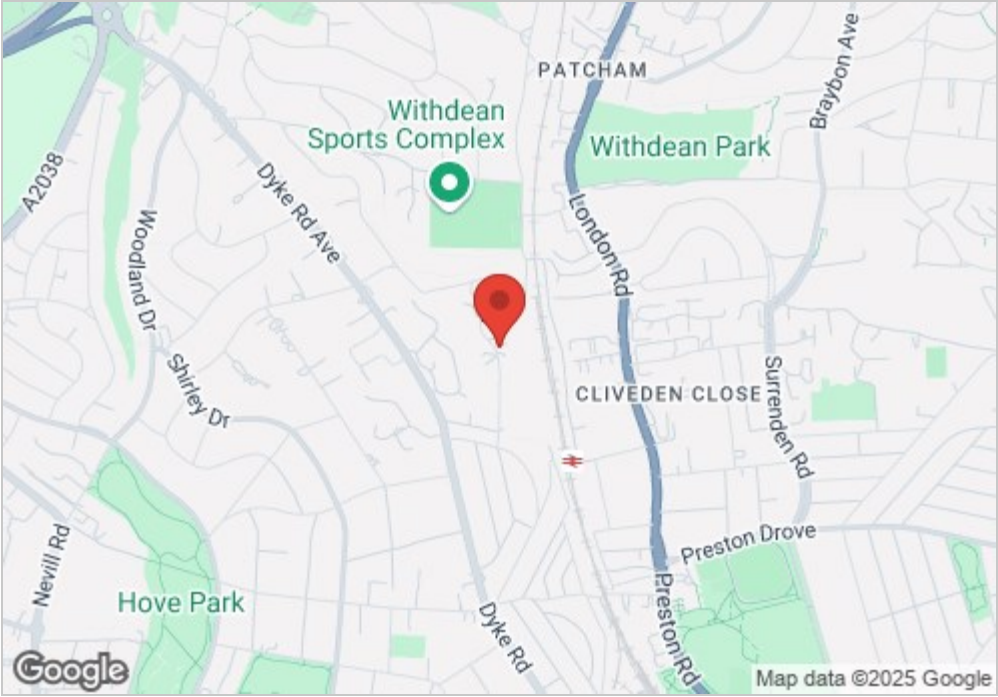 PATCHAM
Braybon Ave
Withdean
Sports Complex
Withdean Park
A2038
Dyke Rd Ave
London Rd
Woodland Dr
Shirley Dr
CLIVEDEN CLOSE
Surrenden Rd
Preston Drove
Nevill Rd
Hove Park
Dyke Rd
Preston Rd
Google
Map data ©2025 Google